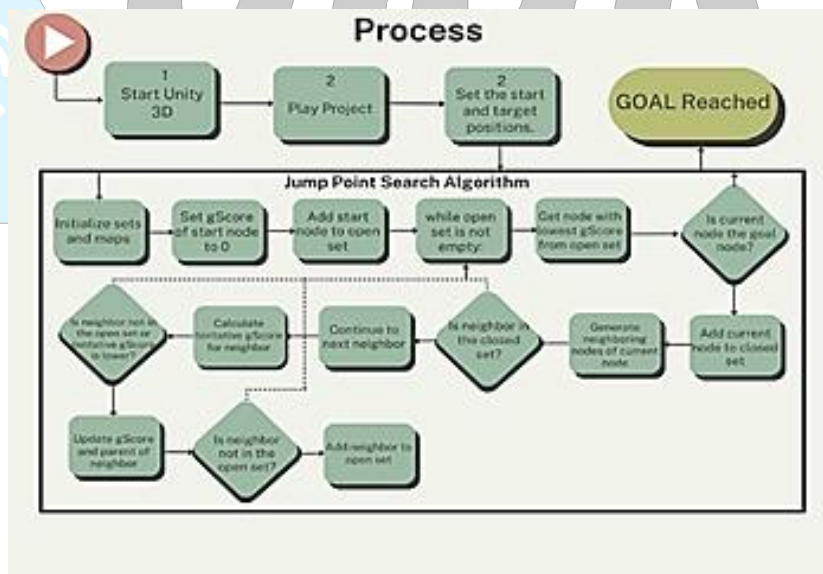 Process
1
Start Unity
3D
2
Play Project
2
Set the
start and
target
positions.
GOAL Reached
Jump Point Search Algorithm
Initialize sets
and maps
Set gScore
of start node
to 0
Add start
node to open
set
while open
set is not
empty:
Get node with
lowest gScore
from open set
Is current
node the goal
node?
Is neighbor not in
the open set or
tentative gScore
is lower?
Calculate
tentative gScore
for neighbor
Continue to
next neighbor
Is neighbor in
the closed
set?
Generate
neighboring
nodes of current
node
Add current
node to closed
set
Update gScore
and parent of
neighbor
Is neighbor
not in the
open set?
Add neighbor to
open set